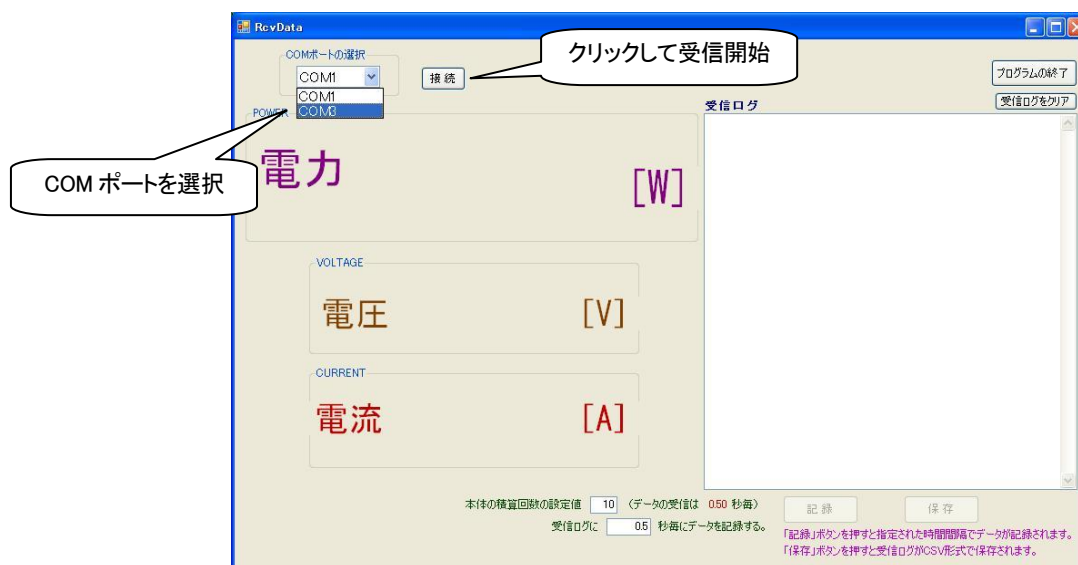 RcvData
クリックして受信開始
COMポートの選択
COM1
接続
COM1
COM3
プログラムの終了
受信ログをクリア
受信ログ
POWER
COM ポートを選択
電力 [W]
VOLTAGE
電圧 [V]
CURRENT
電流 [A]
本体の積算回数の設定値 10 (データの受信は 0.50 秒毎)
受信ログに 0.5 秒毎にデータを記録する。
記録
保存
「記録」ボタンを押すと指定された時間間隔でデータが記録されます。
「保存」ボタンを押すと受信ログがCSV形式で保存されます。